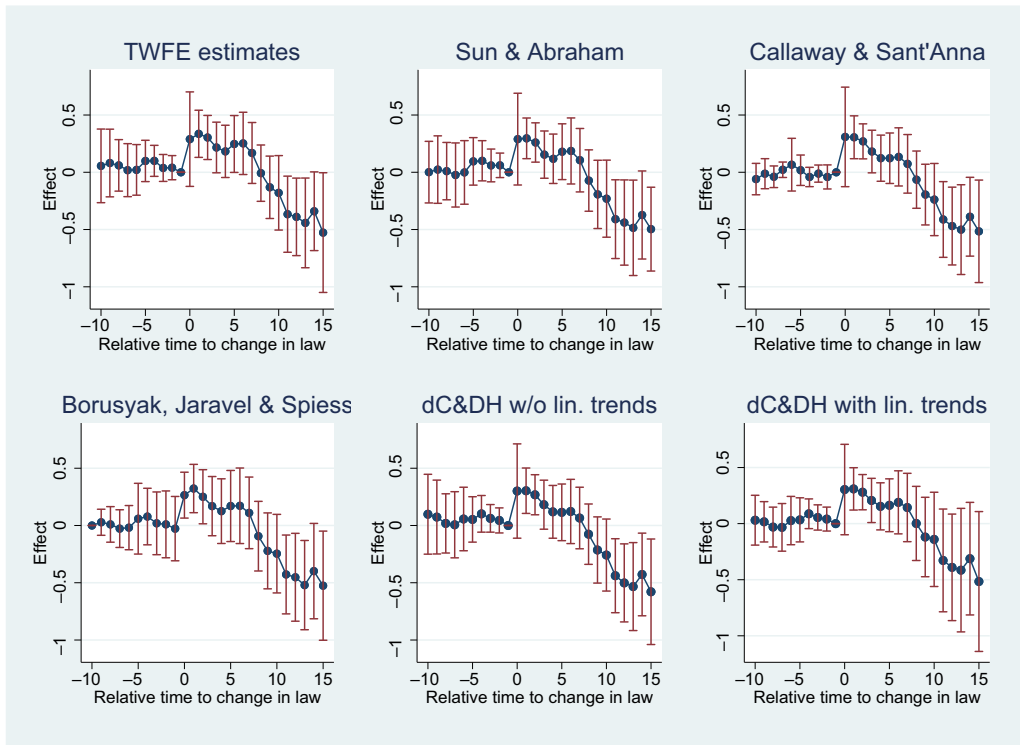 TWFE estimates
Effect
0.5
0
−0.5
−1
−10 −5 0 5 10 15
Relative time to change in law
Sun & Abraham
Effect
0.5
0
−0.5
−1
−10 −5 0 5 10 15
Relative time to change in law
Callaway & Sant'Anna
Effect
0.5
0
−0.5
−1
−10 −5 0 5 10 15
Relative time to change in law
Borusyak, Jaravel & Spiess
Effect
0.5
0
−0.5
−1
−10 −5 0 5 10 15
Relative time to change in law
dC&DH w/o lin. trends
Effect
0.5
0
−0.5
−1
−10 −5 0 5 10 15
Relative time to change in law
dC&DH with lin. trends
Effect
0.5
0
−0.5
−1
−10 −5 0 5 10 15
Relative time to change in law